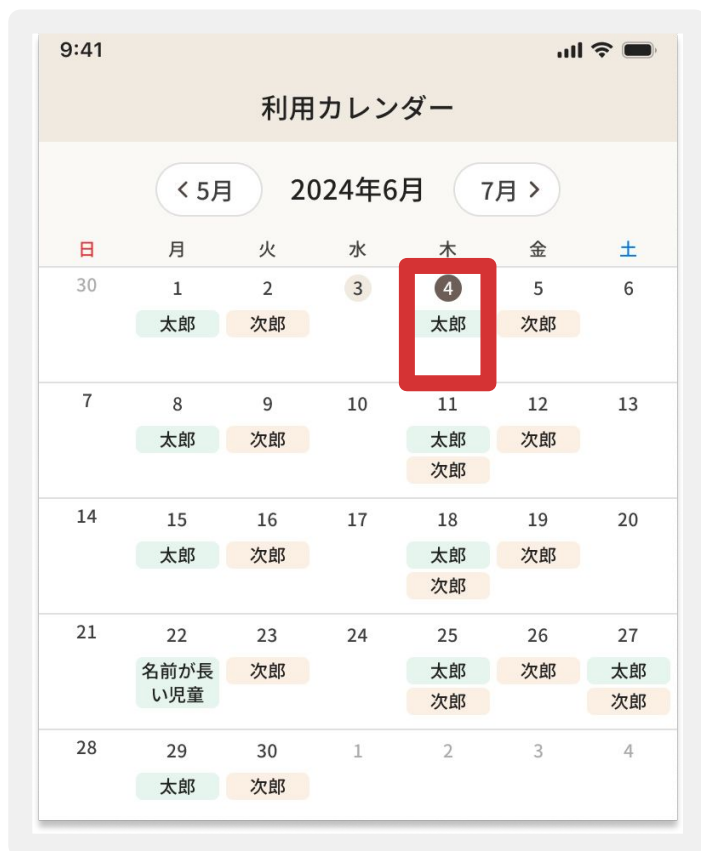 9:41
利用カレンダー
< 5月 2024年6月 7月 >
日 月 火 水 木 金 土
30 1 2 3 4 5 6
太郎 次郎 太郎 次郎
7 8 9 10 11 12 13
太郎 次郎 太郎 次郎
次郎
14 15 16 17 18 19 20
太郎 次郎 太郎 次郎
次郎
21 22 23 24 25 26 27
名前が長 次郎 太郎 次郎 太郎
い児童 次郎 次郎
28 29 30 1 2 3 4
太郎 次郎